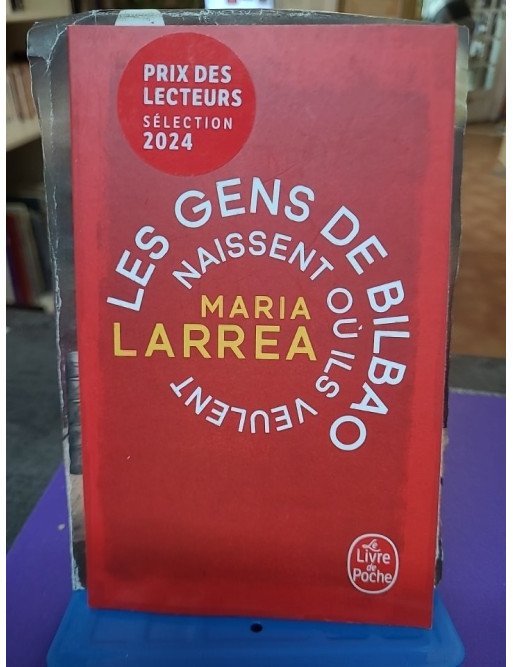 PRIX DES
LECTEURS
SÉLECTION
2024
LES GENS DE BILBAO
NAISSENT OÙ ILS VEULENT
MARIA
LARREA
Le
Livre
de
Poche